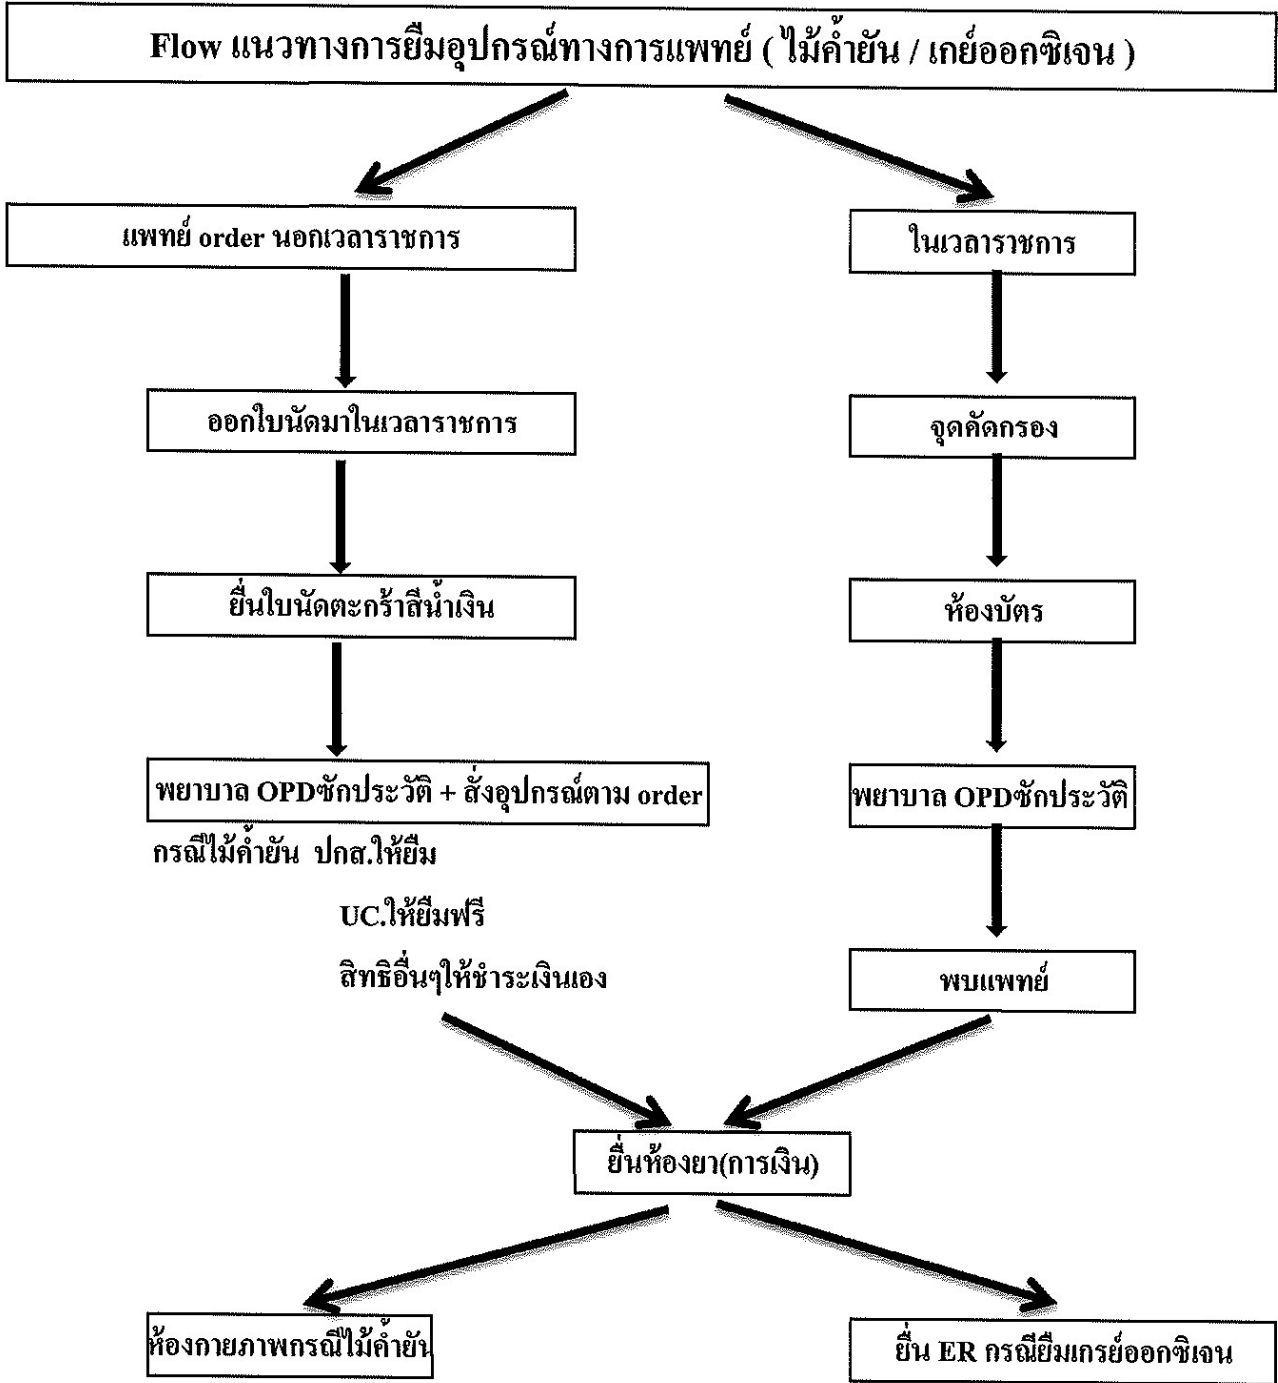 Flow แนวทางการยืมอุปกรณ์ทางการแพทย์ ( ไม้ค้ำยัน / เกย์ออกซิเจน )
แพทย์ order นอกเวลาราชการ
ในเวลาราชการ
ออกใบนัดมาในเวลาราชการ
จุดคัดกรอง
ยื่นใบนัดตะกร้าสีน้ำเงิน
ห้องบัตร
พยาบาล OPDซักประวัติ + สั่งอุปกรณ์ตาม order
พยาบาล OPDซักประวัติ
กรณีไม้ค้ำยัน ปกส.ให้ยืม
UC.ให้ยืมฟรี
สิทธิอื่นๆให้ชำระเงินเอง
พบแพทย์
ยื่นห้องยา(การเงิน)
ห้องกายภาพกรณีไม้ค้ำยัน
ยื่น ER กรณียืมเกรย์ออกซิเจน